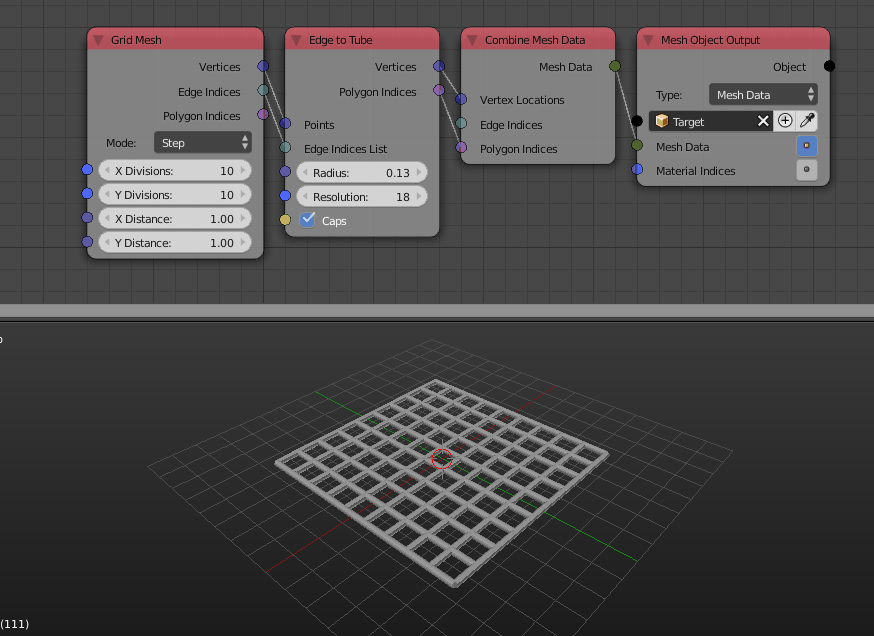 Grid Mesh
Vertices
Edge Indices
Polygon Indices
Mode: Step
X Divisions: 10
Y Divisions: 10
X Distance: 1.00
Y Distance: 1.00
Edge to Tube
Vertices
Polygon Indices
Points
Edge Indices List
Radius: 0.13
Resolution: 18
Caps
Combine Mesh Data
Mesh Data
Vertex Locations
Edge Indices
Polygon Indices
Mesh Object Output
Object
Type: Mesh Data
Target
Mesh Data
Material Indices
(111)